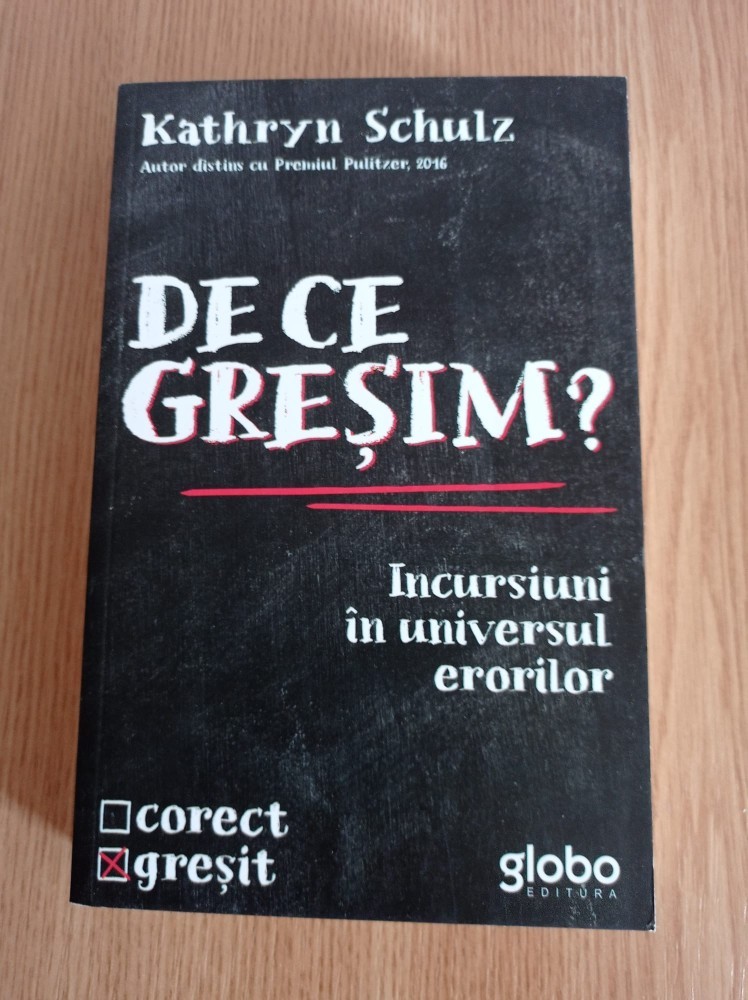 Kathryn Schulz
Autor distins cu Premiul Pulitzer, 2016
DE CE
GREȘIM?
Incursiuni
în universul
erorilor
corect
greșit
globo
EDITURA